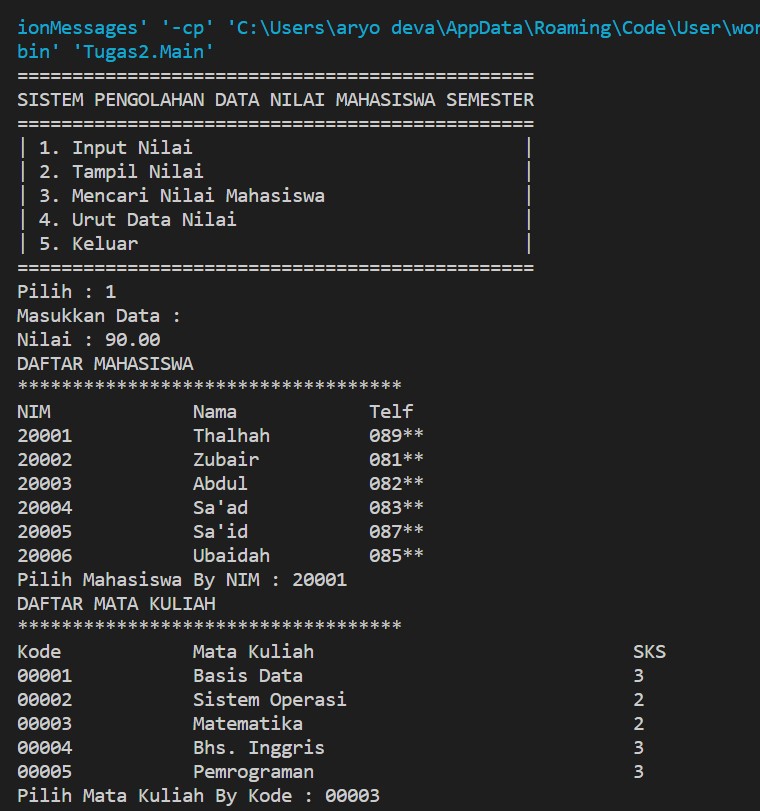 ionMessages' '-cp' 'C:\Users\aryo deva\AppData\Roaming\Code\User\wor
bin' 'Tugas2.Main'
===============================================
SISTEM PENGOLAHAN DATA NILAI MAHASISWA SEMESTER
===============================================
| 1. Input Nilai                              |
| 2. Tampil Nilai                             |
| 3. Mencari Nilai Mahasiswa                  |
| 4. Urut Data Nilai                          |
| 5. Keluar                                   |
===============================================
Pilih : 1
Masukkan Data :
Nilai : 90.00
DAFTAR MAHASISWA
***********************************
NIM             Nama            Telf
20001           Thalhah         089**
20002           Zubair          081**
20003           Abdul           082**
20004           Sa'ad           083**
20005           Sa'id           087**
20006           Ubaidah         085**
Pilih Mahasiswa By NIM : 20001
DAFTAR MATA KULIAH
***********************************
Kode            Mata Kuliah                             SKS
00001           Basis Data                              3
00002           Sistem Operasi                          2
00003           Matematika                              2
00004           Bhs. Inggris                            3
00005           Pemrograman                             3
Pilih Mata Kuliah By Kode : 00003